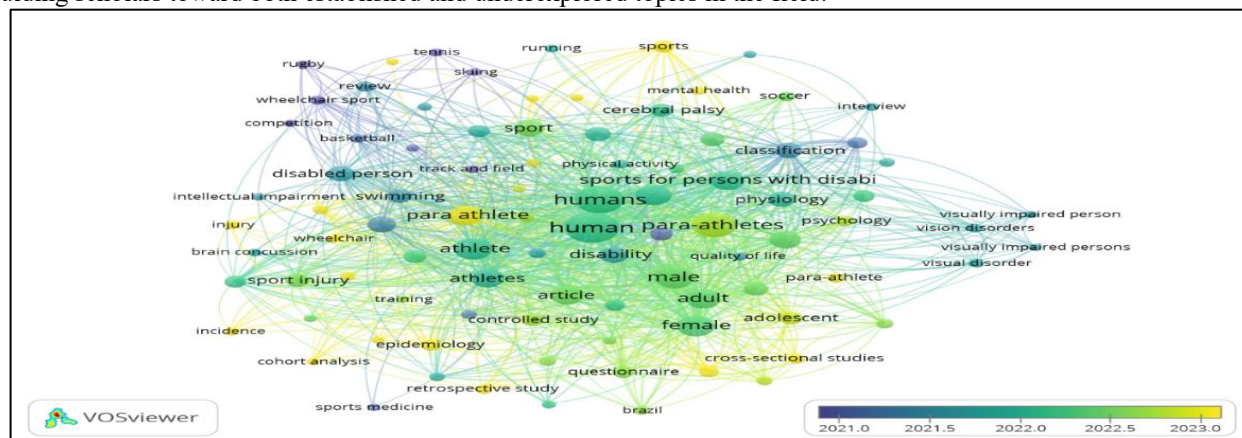 guiding scholars toward both established and underexplored topics in the field.
tennis
running
sports
rugby
skiing
review
mental health
wheelchair sport
cerebral palsy
soccer
interview
competition
sport
basketball
classification
track and field
physical activity
disabled person
sports for persons with disabi
intellectual impairment
swimming
humans
physiology
injury
para athlete
para-athletes
psychology
visually impaired person
human
vision disorders
wheelchair
brain concussion
athlete
disability
quality of life
visually impaired persons
visual disorder
sport injury
athletes
male
para-athlete
training
article
adult
controlled study
female
adolescent
incidence
epidemiology
cohort analysis
cross-sectional studies
questionnaire
retrospective study
sports medicine
brazil
VOSviewer
2021.0 2021.5 2022.0 2022.5 2023.0